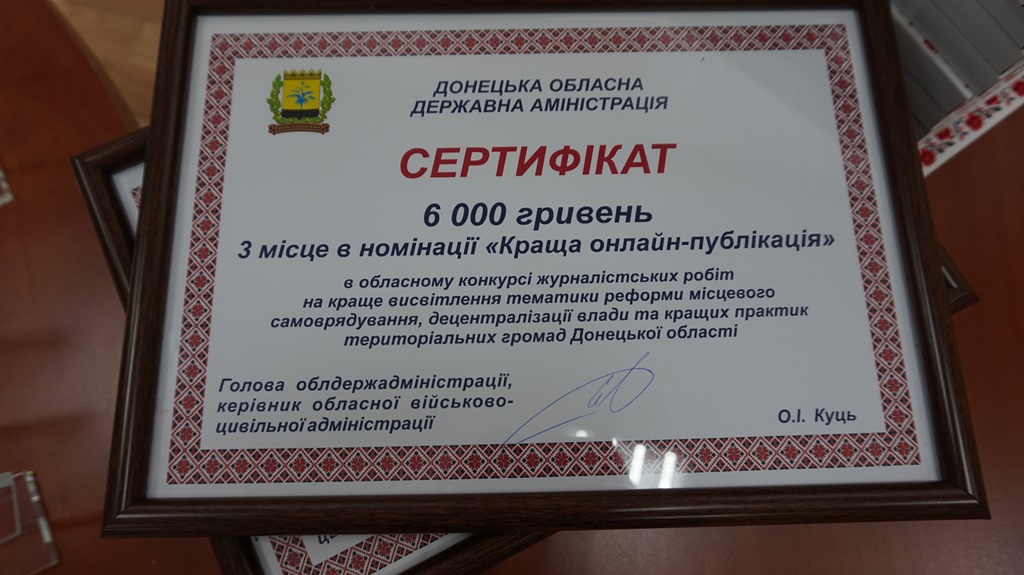 ДОНЕЦЬКА ОБЛАСНА
ДЕРЖАВНА АМІНІСТРАЦІЯ
СЕРТИФІКАТ
6 000 гривень
3 місце в номінації «Краща онлайн-публікація»
в обласному конкурсі журналістських робіт
на краще висвітлення тематики реформи місцевого
самоврядування, децентралізації влади та кращих практик
територіальних громад Донецької області
Голова облдержадміністрації,
керівник обласної військово-
цивільної адміністрації
О.І. Куць